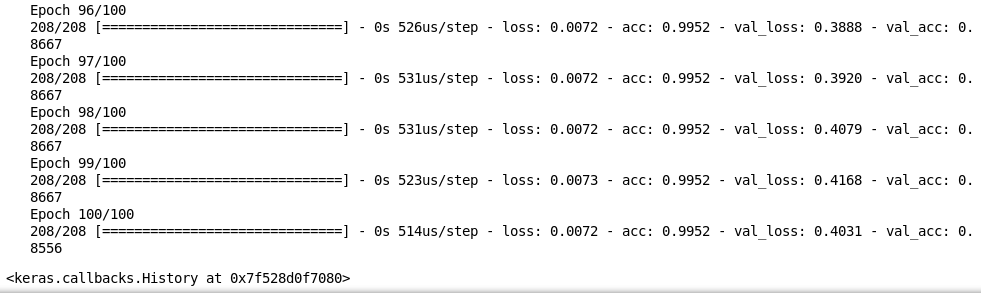 Epoch 96/100
208/208 [==============================] - 0s 526us/step - loss: 0.0072 - acc: 0.9952 - val_loss: 0.3888 - val_acc: 0.
8667
Epoch 97/100
208/208 [==============================] - 0s 531us/step - loss: 0.0072 - acc: 0.9952 - val_loss: 0.3920 - val_acc: 0.
8667
Epoch 98/100
208/208 [==============================] - 0s 531us/step - loss: 0.0072 - acc: 0.9952 - val_loss: 0.4079 - val_acc: 0.
8667
Epoch 99/100
208/208 [==============================] - 0s 523us/step - loss: 0.0073 - acc: 0.9952 - val_loss: 0.4168 - val_acc: 0.
8667
Epoch 100/100
208/208 [==============================] - 0s 514us/step - loss: 0.0072 - acc: 0.9952 - val_loss: 0.4031 - val_acc: 0.
8556
<keras.callbacks.History at 0x7f528d0f7080>